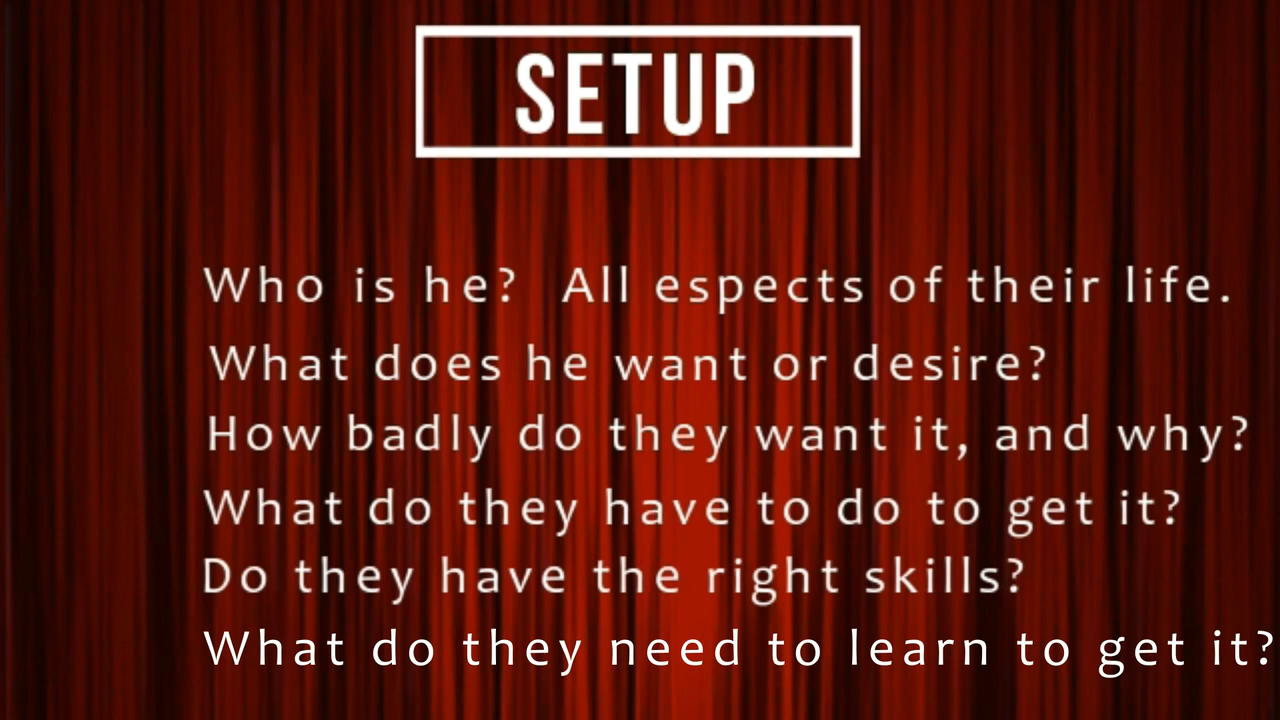 SETUP
Who is he?  All espects of their life.
What does he want or desire?
How badly do they want it, and why?
What do they have to do to get it?
Do they have the right skills?
What do they need to learn to get it?